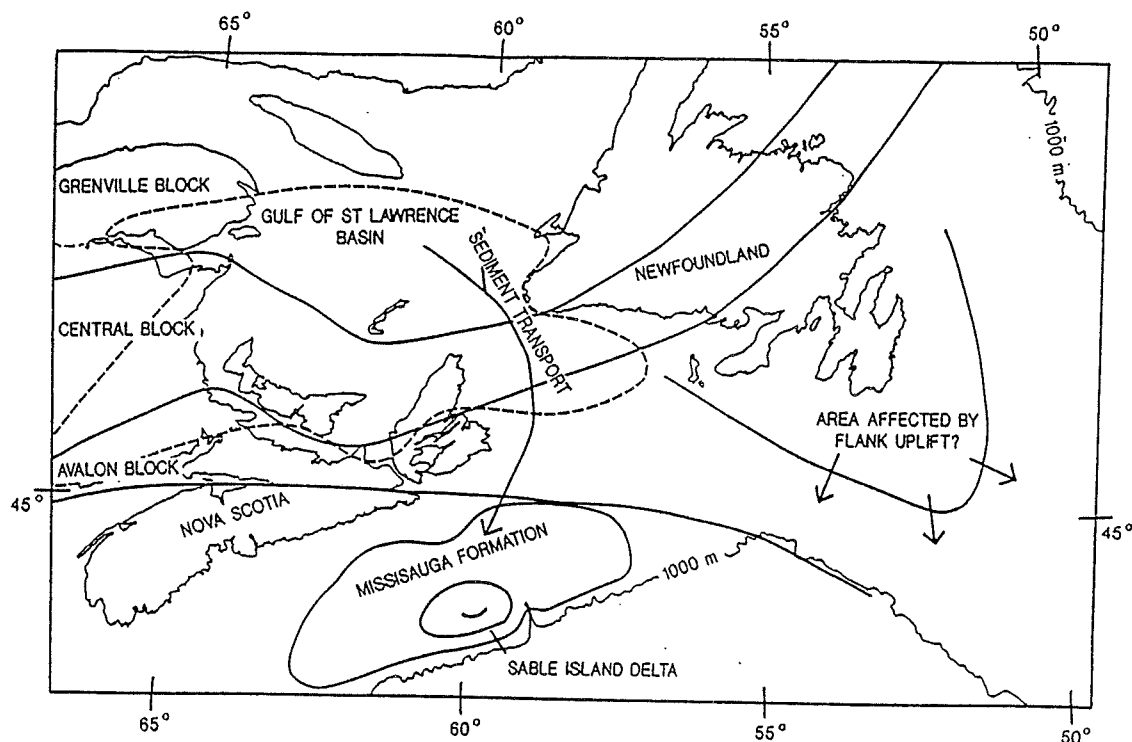 65° 60° 55° 50°
1000 m
GRENVILLE BLOCK
GULF OF ST LAWRENCE
BASIN
SEDIMENT TRANSPORT
NEWFOUNDLAND
CENTRAL BLOCK
AREA AFFECTED BY
FLANK UPLIFT?
AVALON BLOCK
45°
NOVA SCOTIA
45°
MISSISAUGA FORMATION
1000 m
SABLE ISLAND DELTA
65° 60° 55° 50°